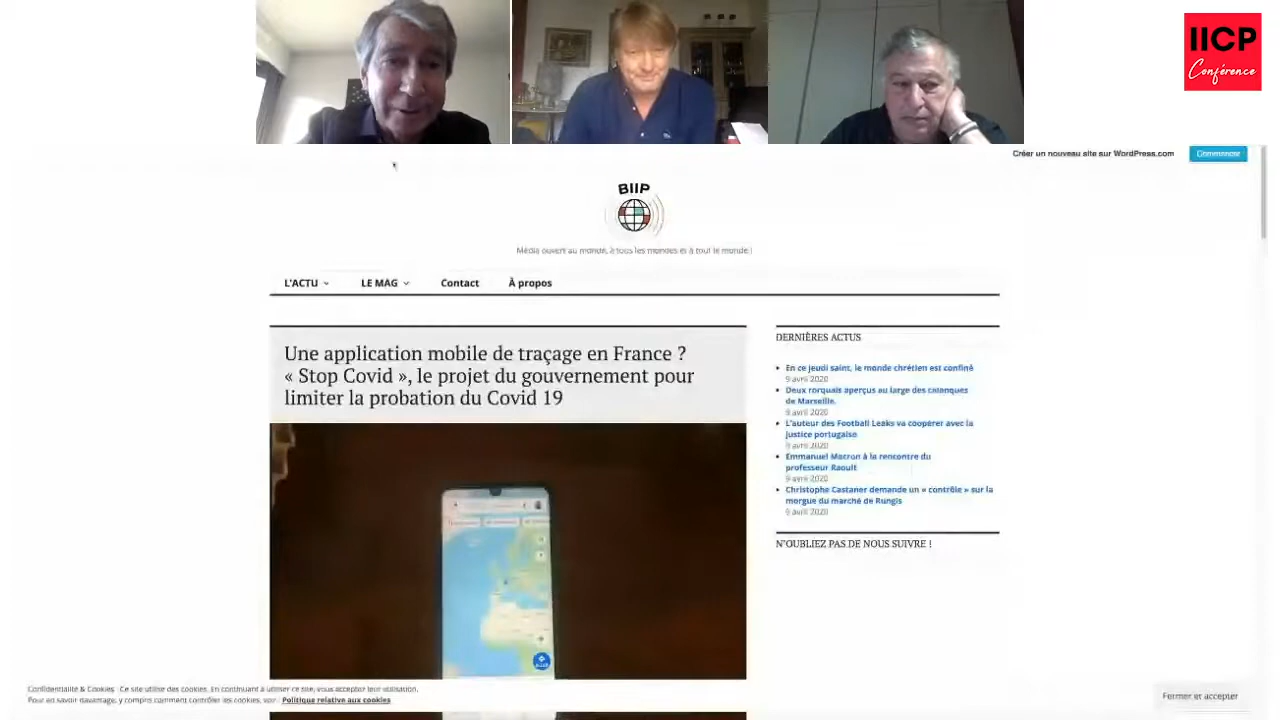 IICP
Conférence
Créer un nouveau site sur WordPress.com
Commencer
BIIP
Média ouvert au monde, à tous les mondes et à tout le monde !
L'ACTU
LE MAG
Contact
À propos
Une application mobile de traçage en France ?
« Stop Covid », le projet du gouvernement pour
limiter la probation du Covid 19
DERNIÈRES ACTUS
En ce jeudi saint, le monde chrétien est confiné
9 avril 2020
Deux rorquals aperçus au large des calanques
de Marseille.
9 avril 2020
L'auteur des Football Leaks va coopérer avec la
justice portugaise
9 avril 2020
Emmanuel Macron à la rencontre du
professeur Raoult
9 avril 2020
Christophe Castaner demande un « contrôle » sur la
morgue du marché de Rungis
9 avril 2020
N'OUBLIEZ PAS DE NOUS SUIVRE !
Confidentialité & Cookies : Ce site utilise des cookies. En continuant à utiliser ce site, vous acceptez leur utilisation.
Pour en savoir davantage, y compris comment contrôler les cookies, voir : Politique relative aux cookies
Fermer et accepter